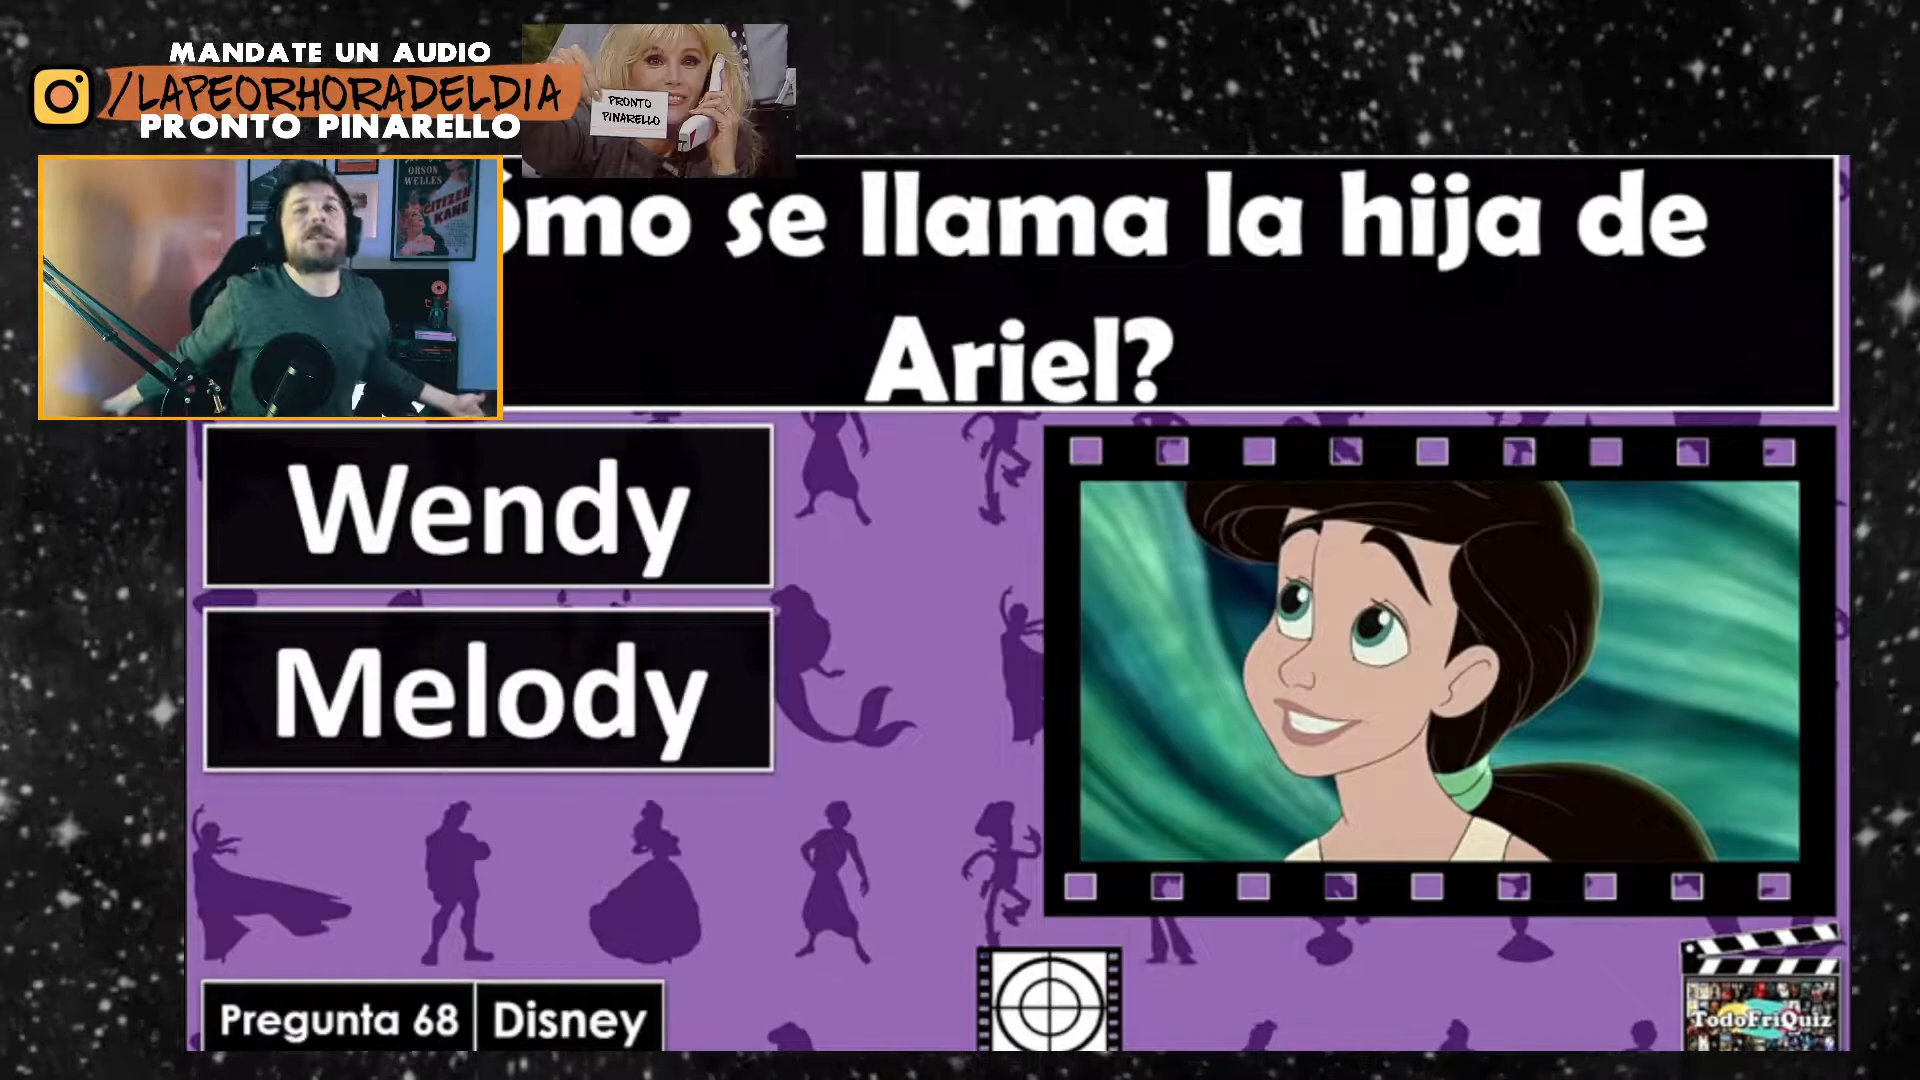 MANDATE UN AUDIO
/LAPEORHORADELDIA
PRONTO PINARELLO
PRONTO
PINARELLO
ORSON
WELLES
CITIZEN
KANE
ómo se llama la hija de
Ariel?
Wendy
Melody
Pregunta 68
Disney
TodoFriQuiz